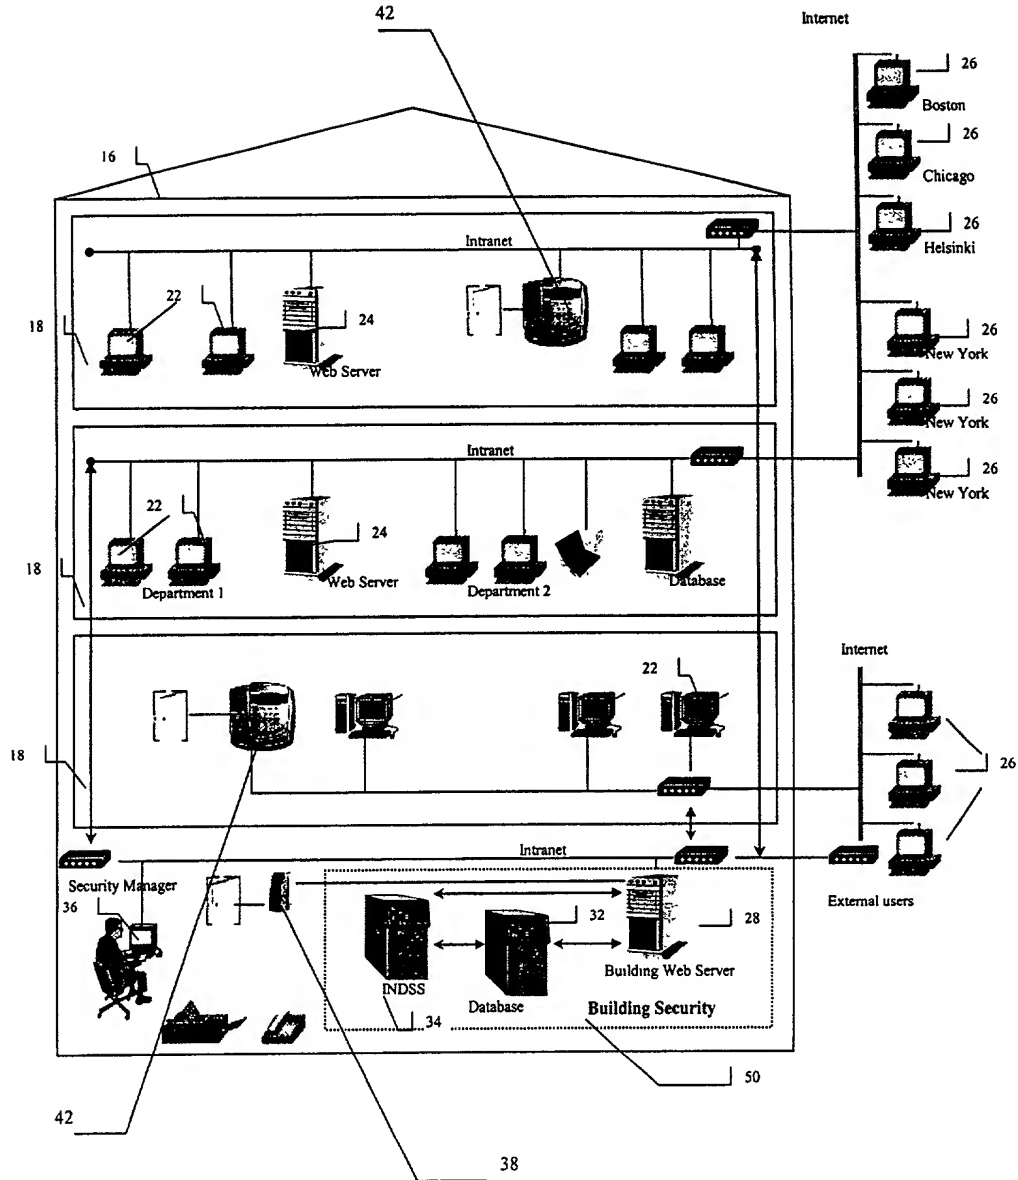 42
Internet
26
Boston
16
26
Chicago
26
Helsinki
Intranet
22
24
18
Web Server
26
New York
26
New York
Intranet
26
New York
22
24
18
Department 1
Web Server
Department 2
Database
Internet
22
18
26
Intranet
Security Manager
36
32
28
External users
INDSS
Database
Building Web Server
Building Security
34
50
42
38